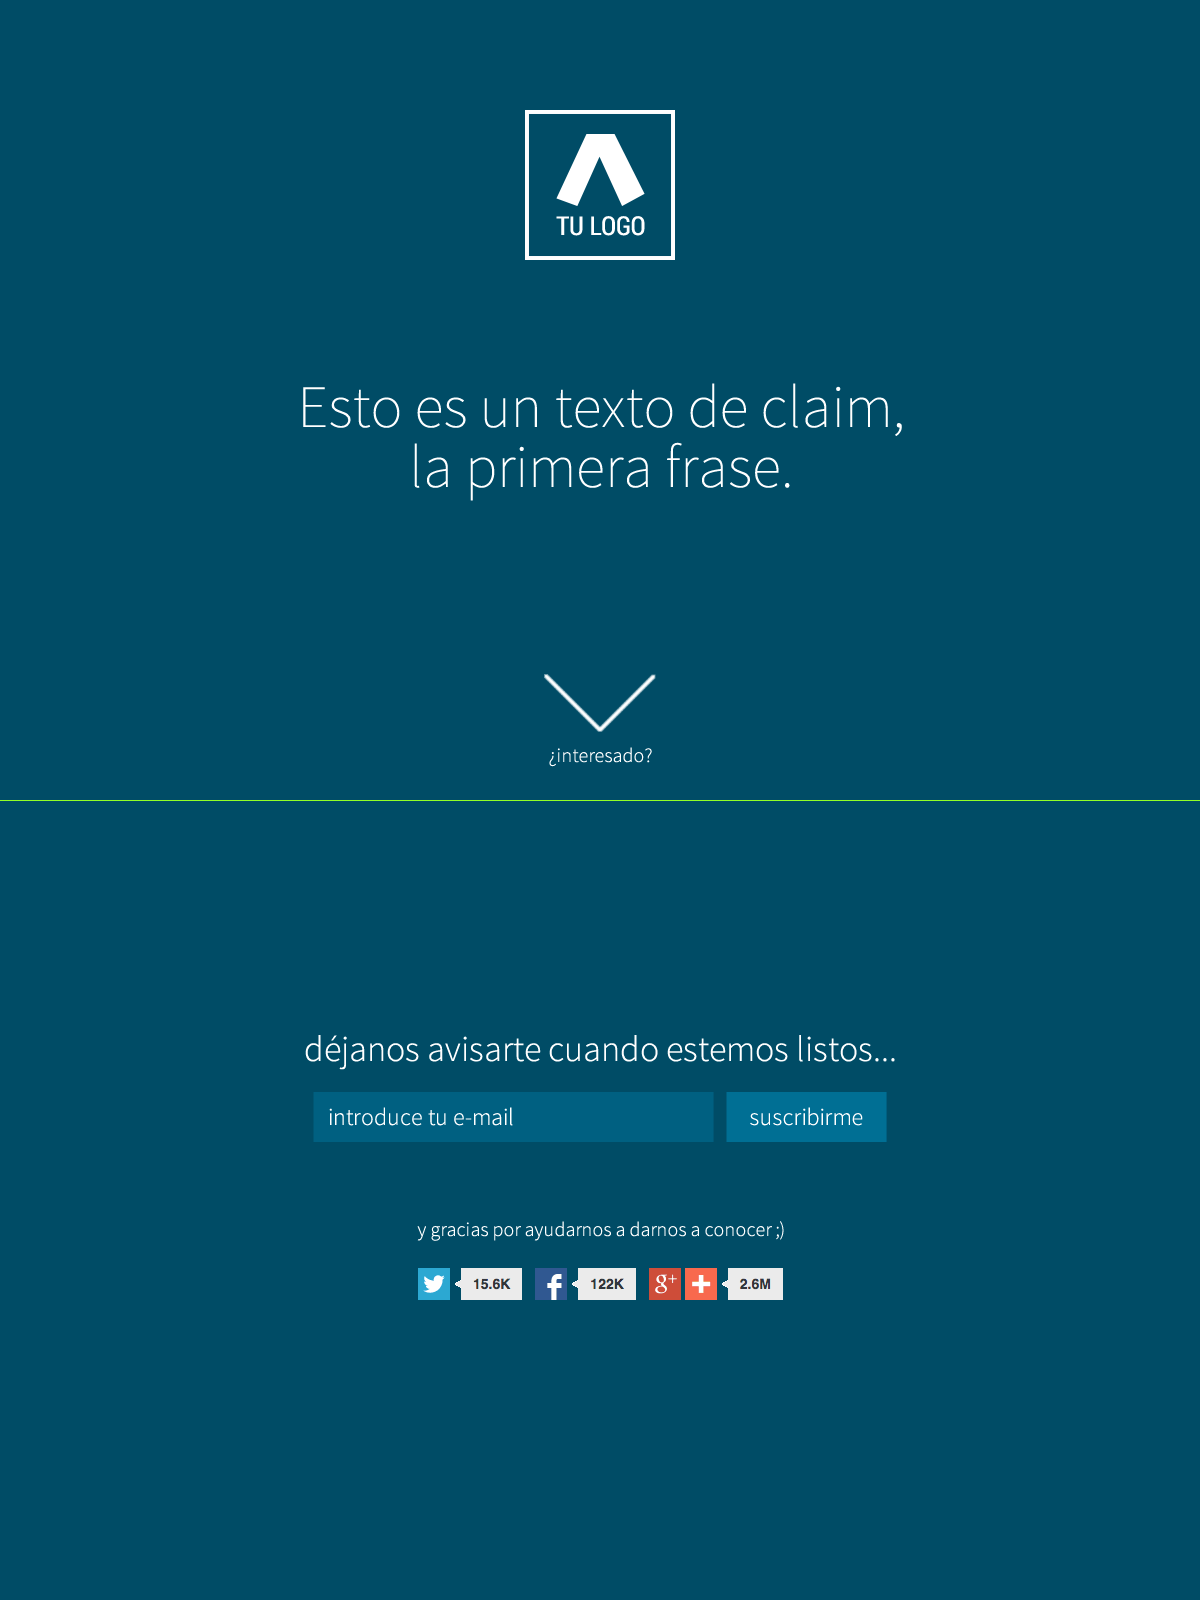 TU LOGO
Esto es un texto de claim,
la primera frase.
¿interesado?
déjanos avisarte cuando estemos listos...
introduce tu e-mail
suscribirme
y gracias por ayudarnos a darnos a conocer ;)
15.6K 122K g+ 2.6M